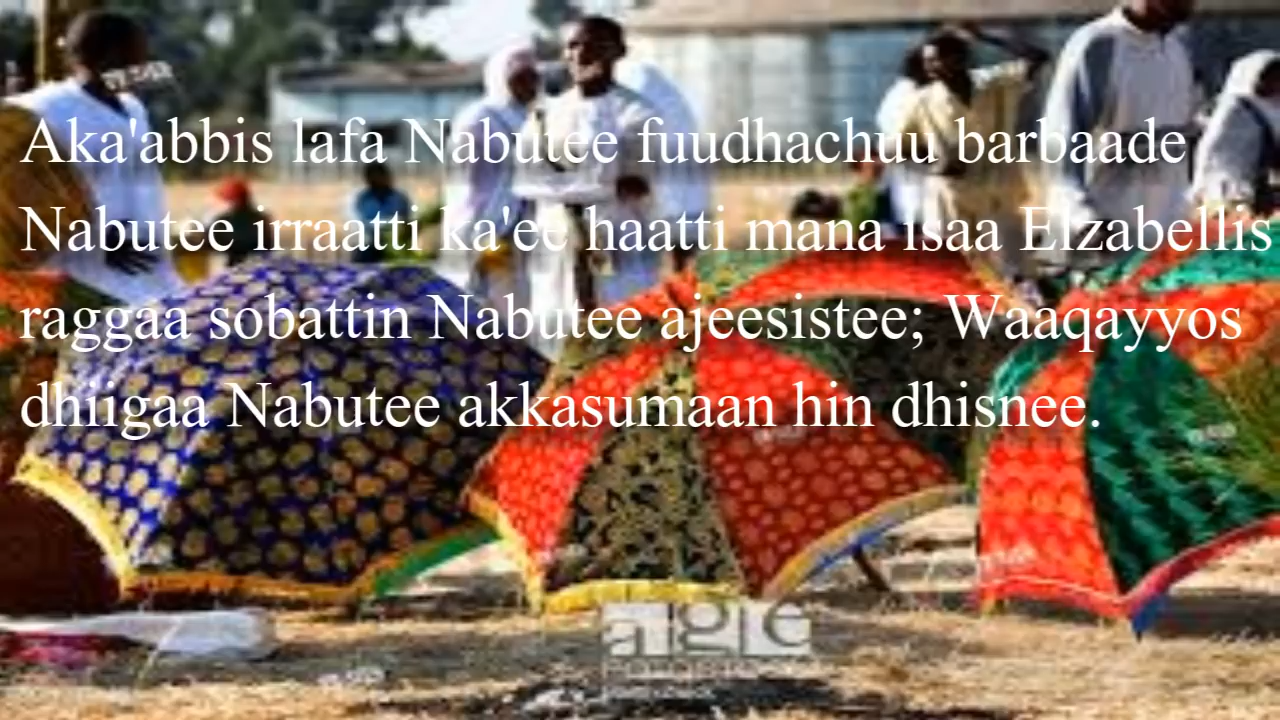 Aka'abbis lafa Nabutee fuudhachuu barbaade
Nabutee irraatti ka'ee haatti mana isaa Elzabellis
raggaa sobattin Nabutee ajeesistee; Waaqayyos
dhiigaa Nabutee akkasumaan hin dhisnee.
agic